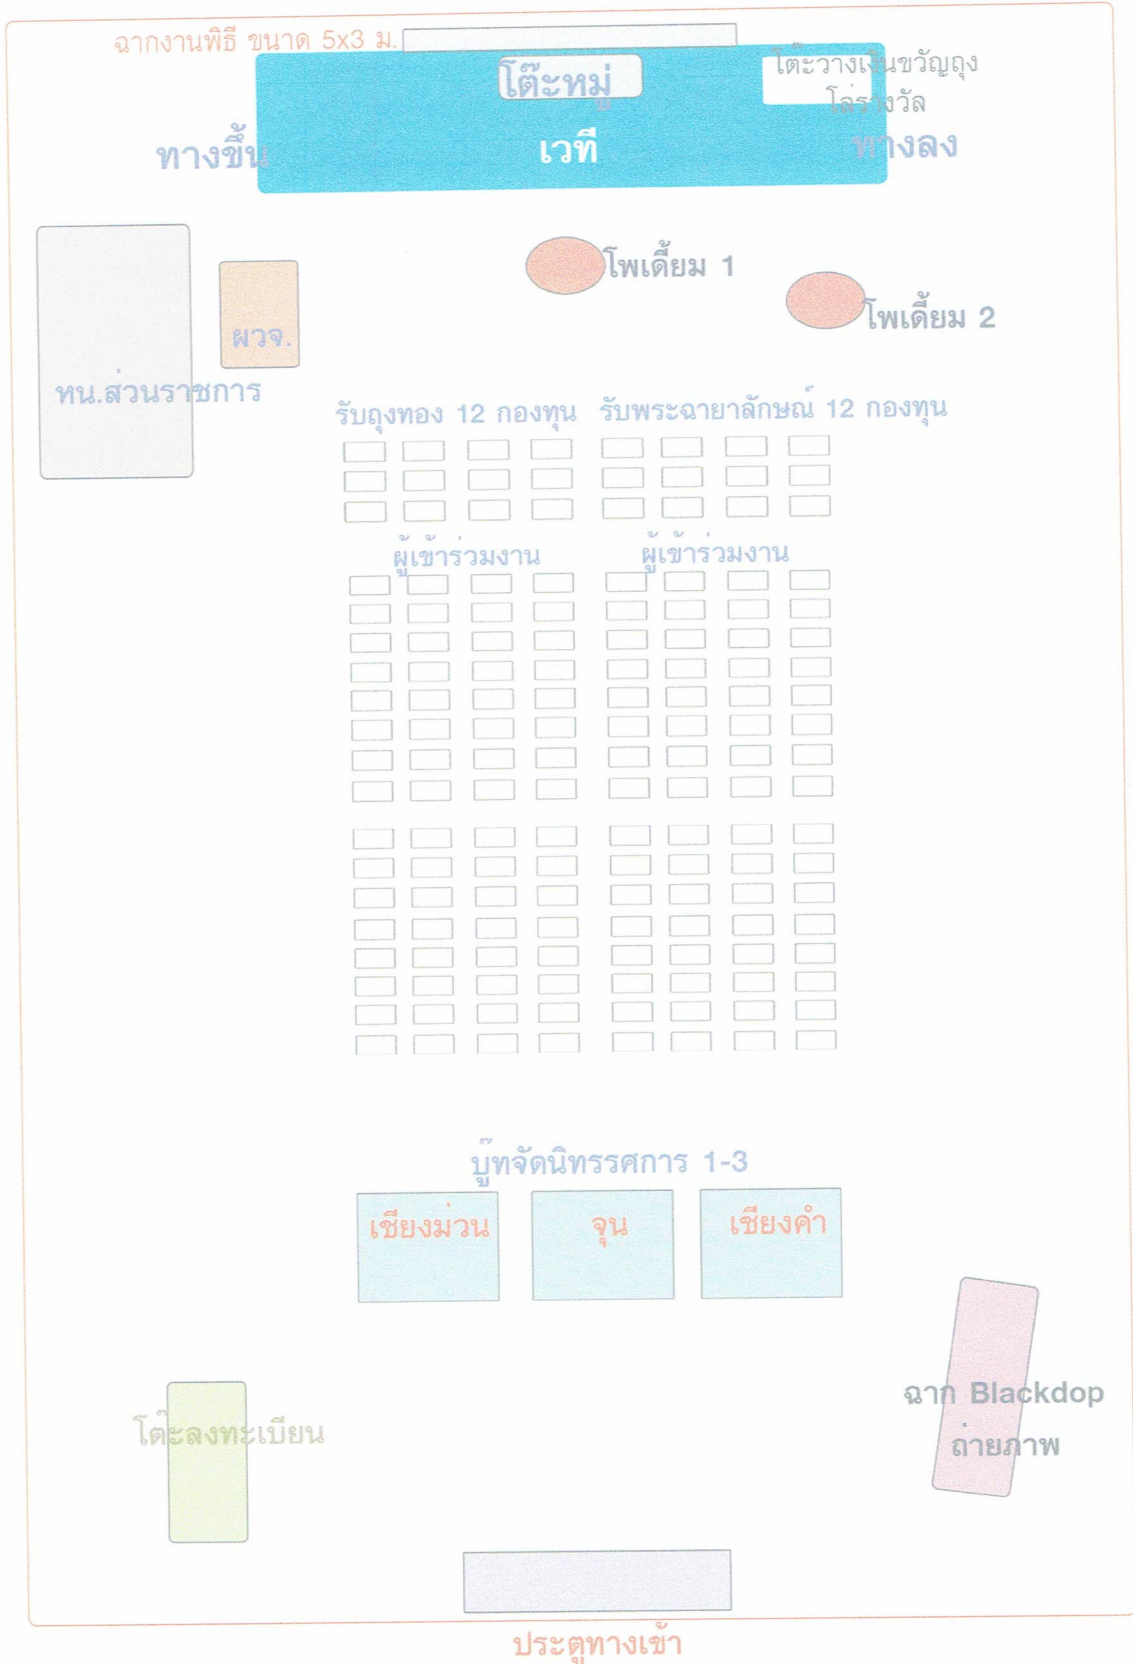 ฉากงานพิธี ขนาด 5x3 ม.
โต๊ะหมู่
โต๊ะวางเงินขวัญถุง
โล่รางวัล
ทางขึ้น
เวที
ทางลง
โพเดี้ยม 1
โพเดี้ยม 2
ผวจ.
หน.ส่วนราชการ
รับถุงทอง 12 กองทุน
รับพระฉายาลักษณ์ 12 กองทุน
ผู้เข้าร่วมงาน
ผู้เข้าร่วมงาน
บู๊ทจัดนิทรรศการ 1-3
เชียงม่วน
จุน
เชียงคำ
ฉาก Blackdop
ถ่ายภาพ
โต๊ะลงทะเบียน
ประตูทางเข้า